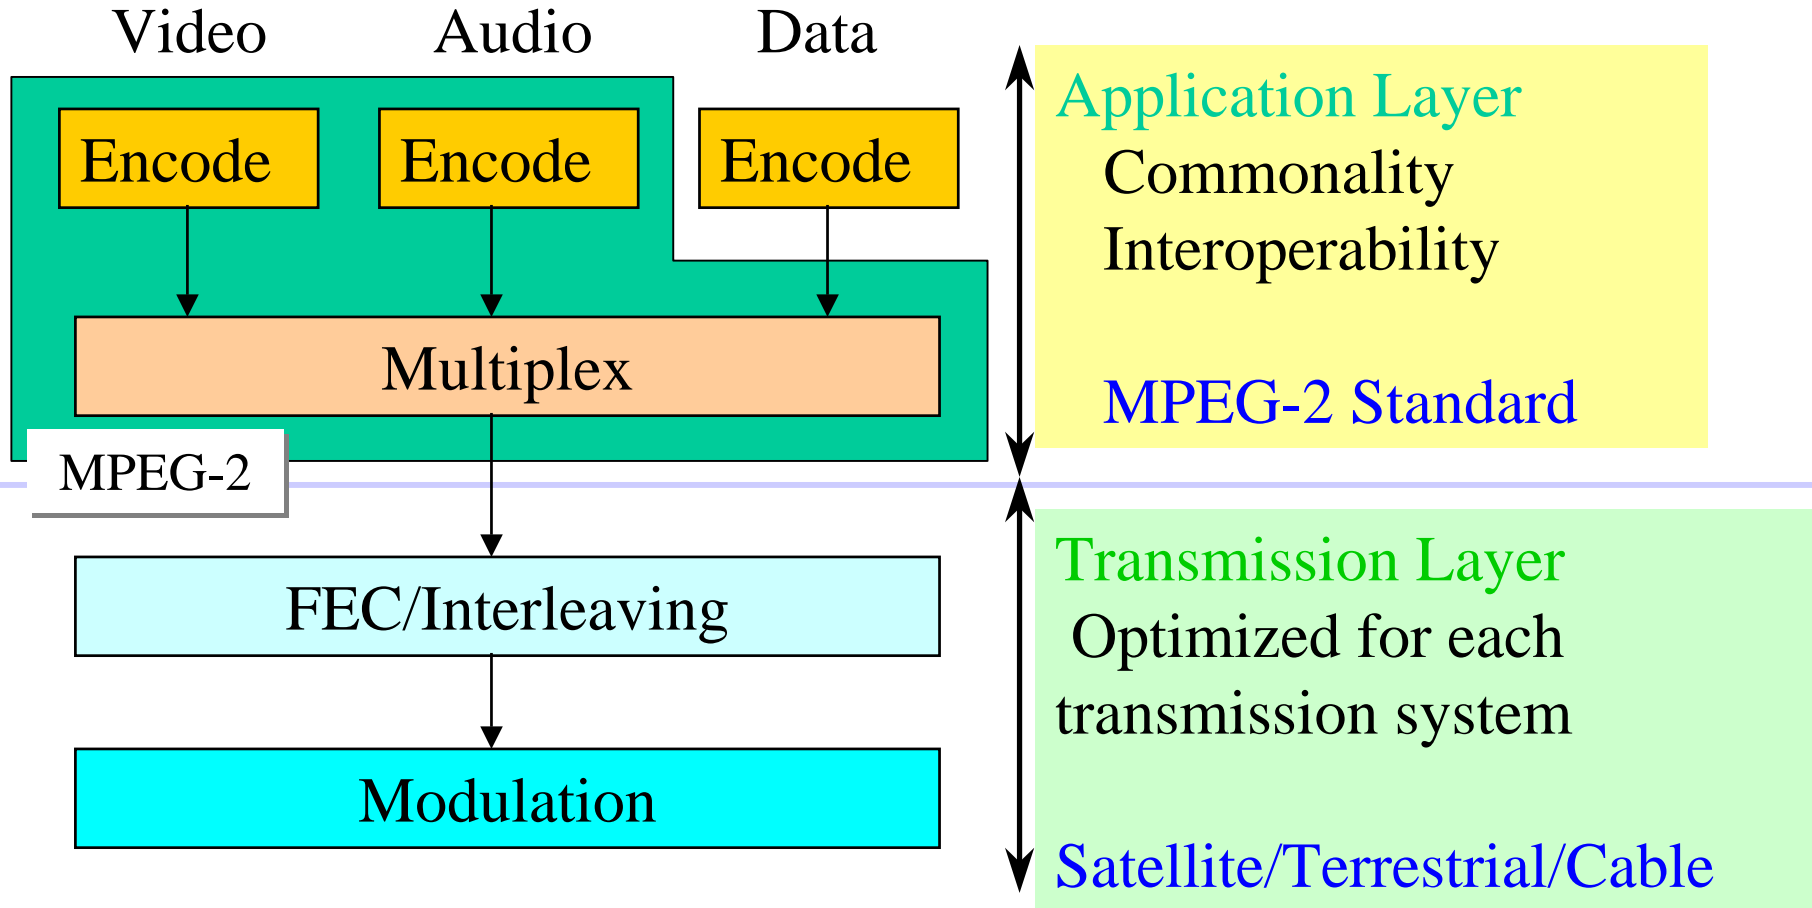 Video Audio Data
Encode Encode Encode
Multiplex
MPEG-2
FEC/Interleaving
Modulation
Application Layer
Commonality
Interoperability
MPEG-2 Standard
Transmission Layer
Optimized for each
transmission system
Satellite/Terrestrial/Cable